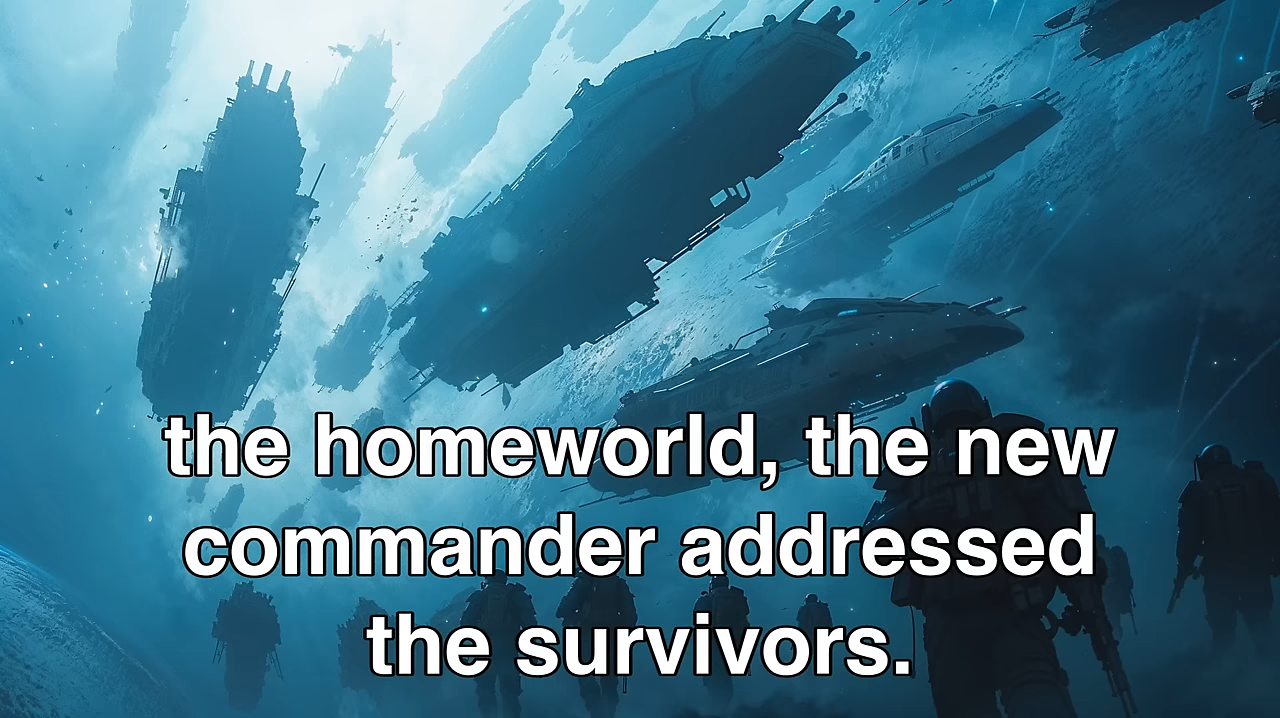 the homeworld, the new
commander addressed
the survivors.